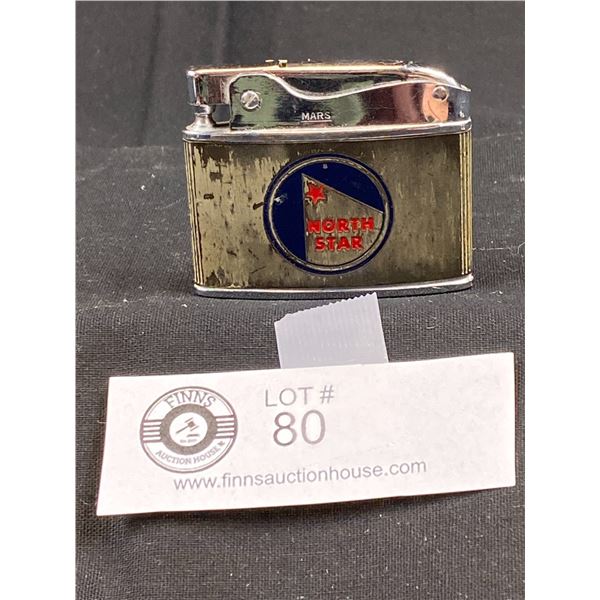 MARS
NORTH
STAR
FINNS
AUCTION HOUSE
LOT #
80
www.finnsauctionhouse.com